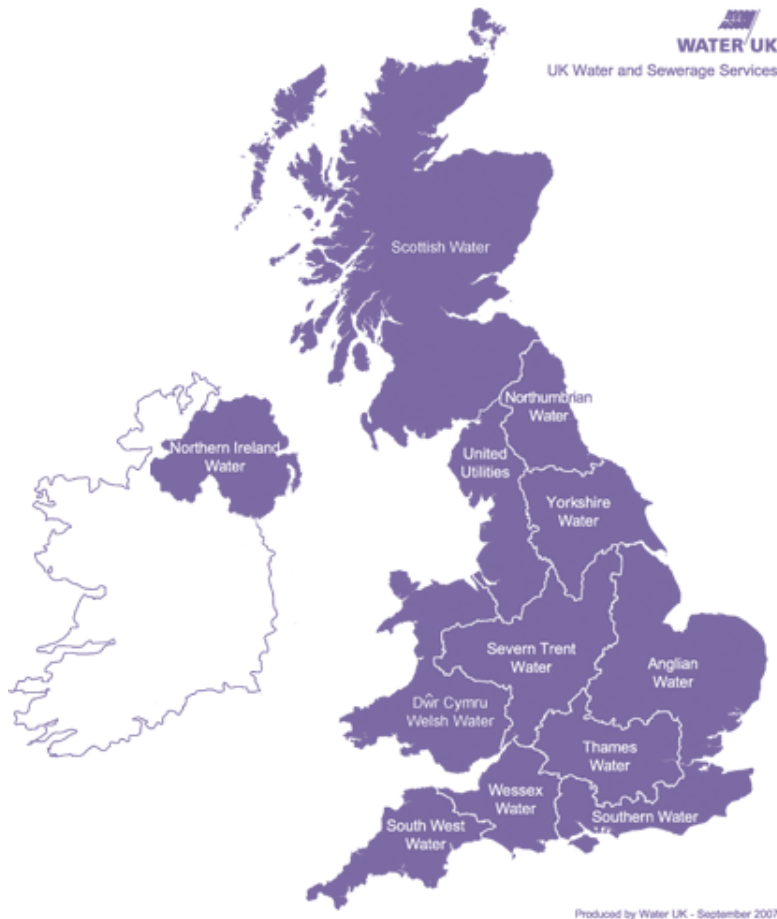 WATER UK
UK Water and Sewerage Services
Scottish Water
Northumbrian
Water
Northern Ireland
Water
United
Utilities
Yorkshire
Water
Severn Trent
Water
Anglian
Water
Dŵr Cymru
Welsh Water
Thames
Water
Wessex
Water
Southern Water
South West
Water
Produced by Water UK - September 2007